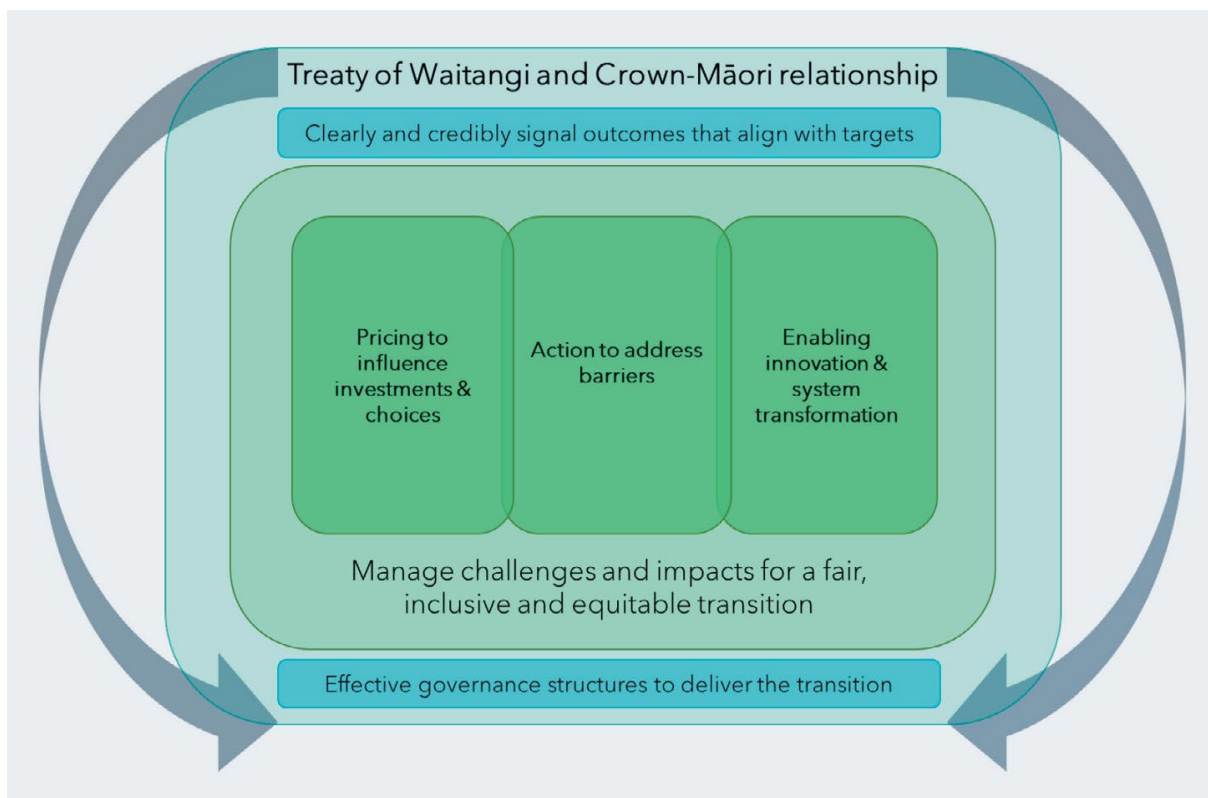 Treaty of Waitangi and Crown-Māori relationship
Clearly and credibly signal outcomes that align with targets
Pricing to
influence
investments &
choices
Action to address
barriers
Enabling
innovation &
system
transformation
Manage challenges and impacts for a fair,
inclusive and equitable transition
Effective governance structures to deliver the transition